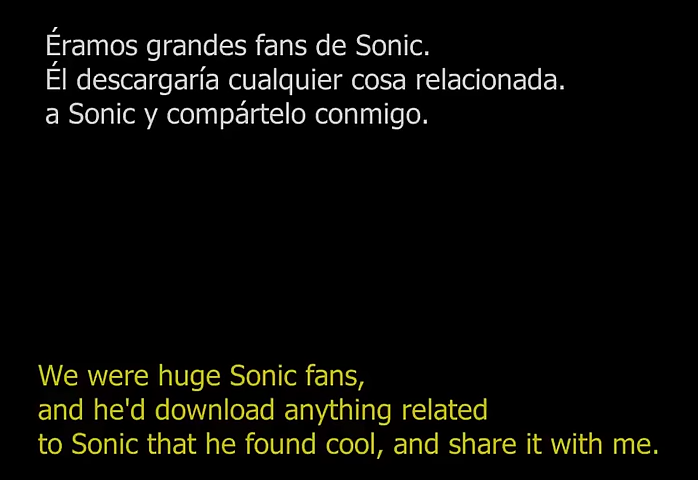 Éramos grandes fans de Sonic.
Él descargaría cualquier cosa relacionada.
a Sonic y compártelo conmigo.
We were huge Sonic fans,
and he'd download anything related
to Sonic that he found cool, and share it with me.